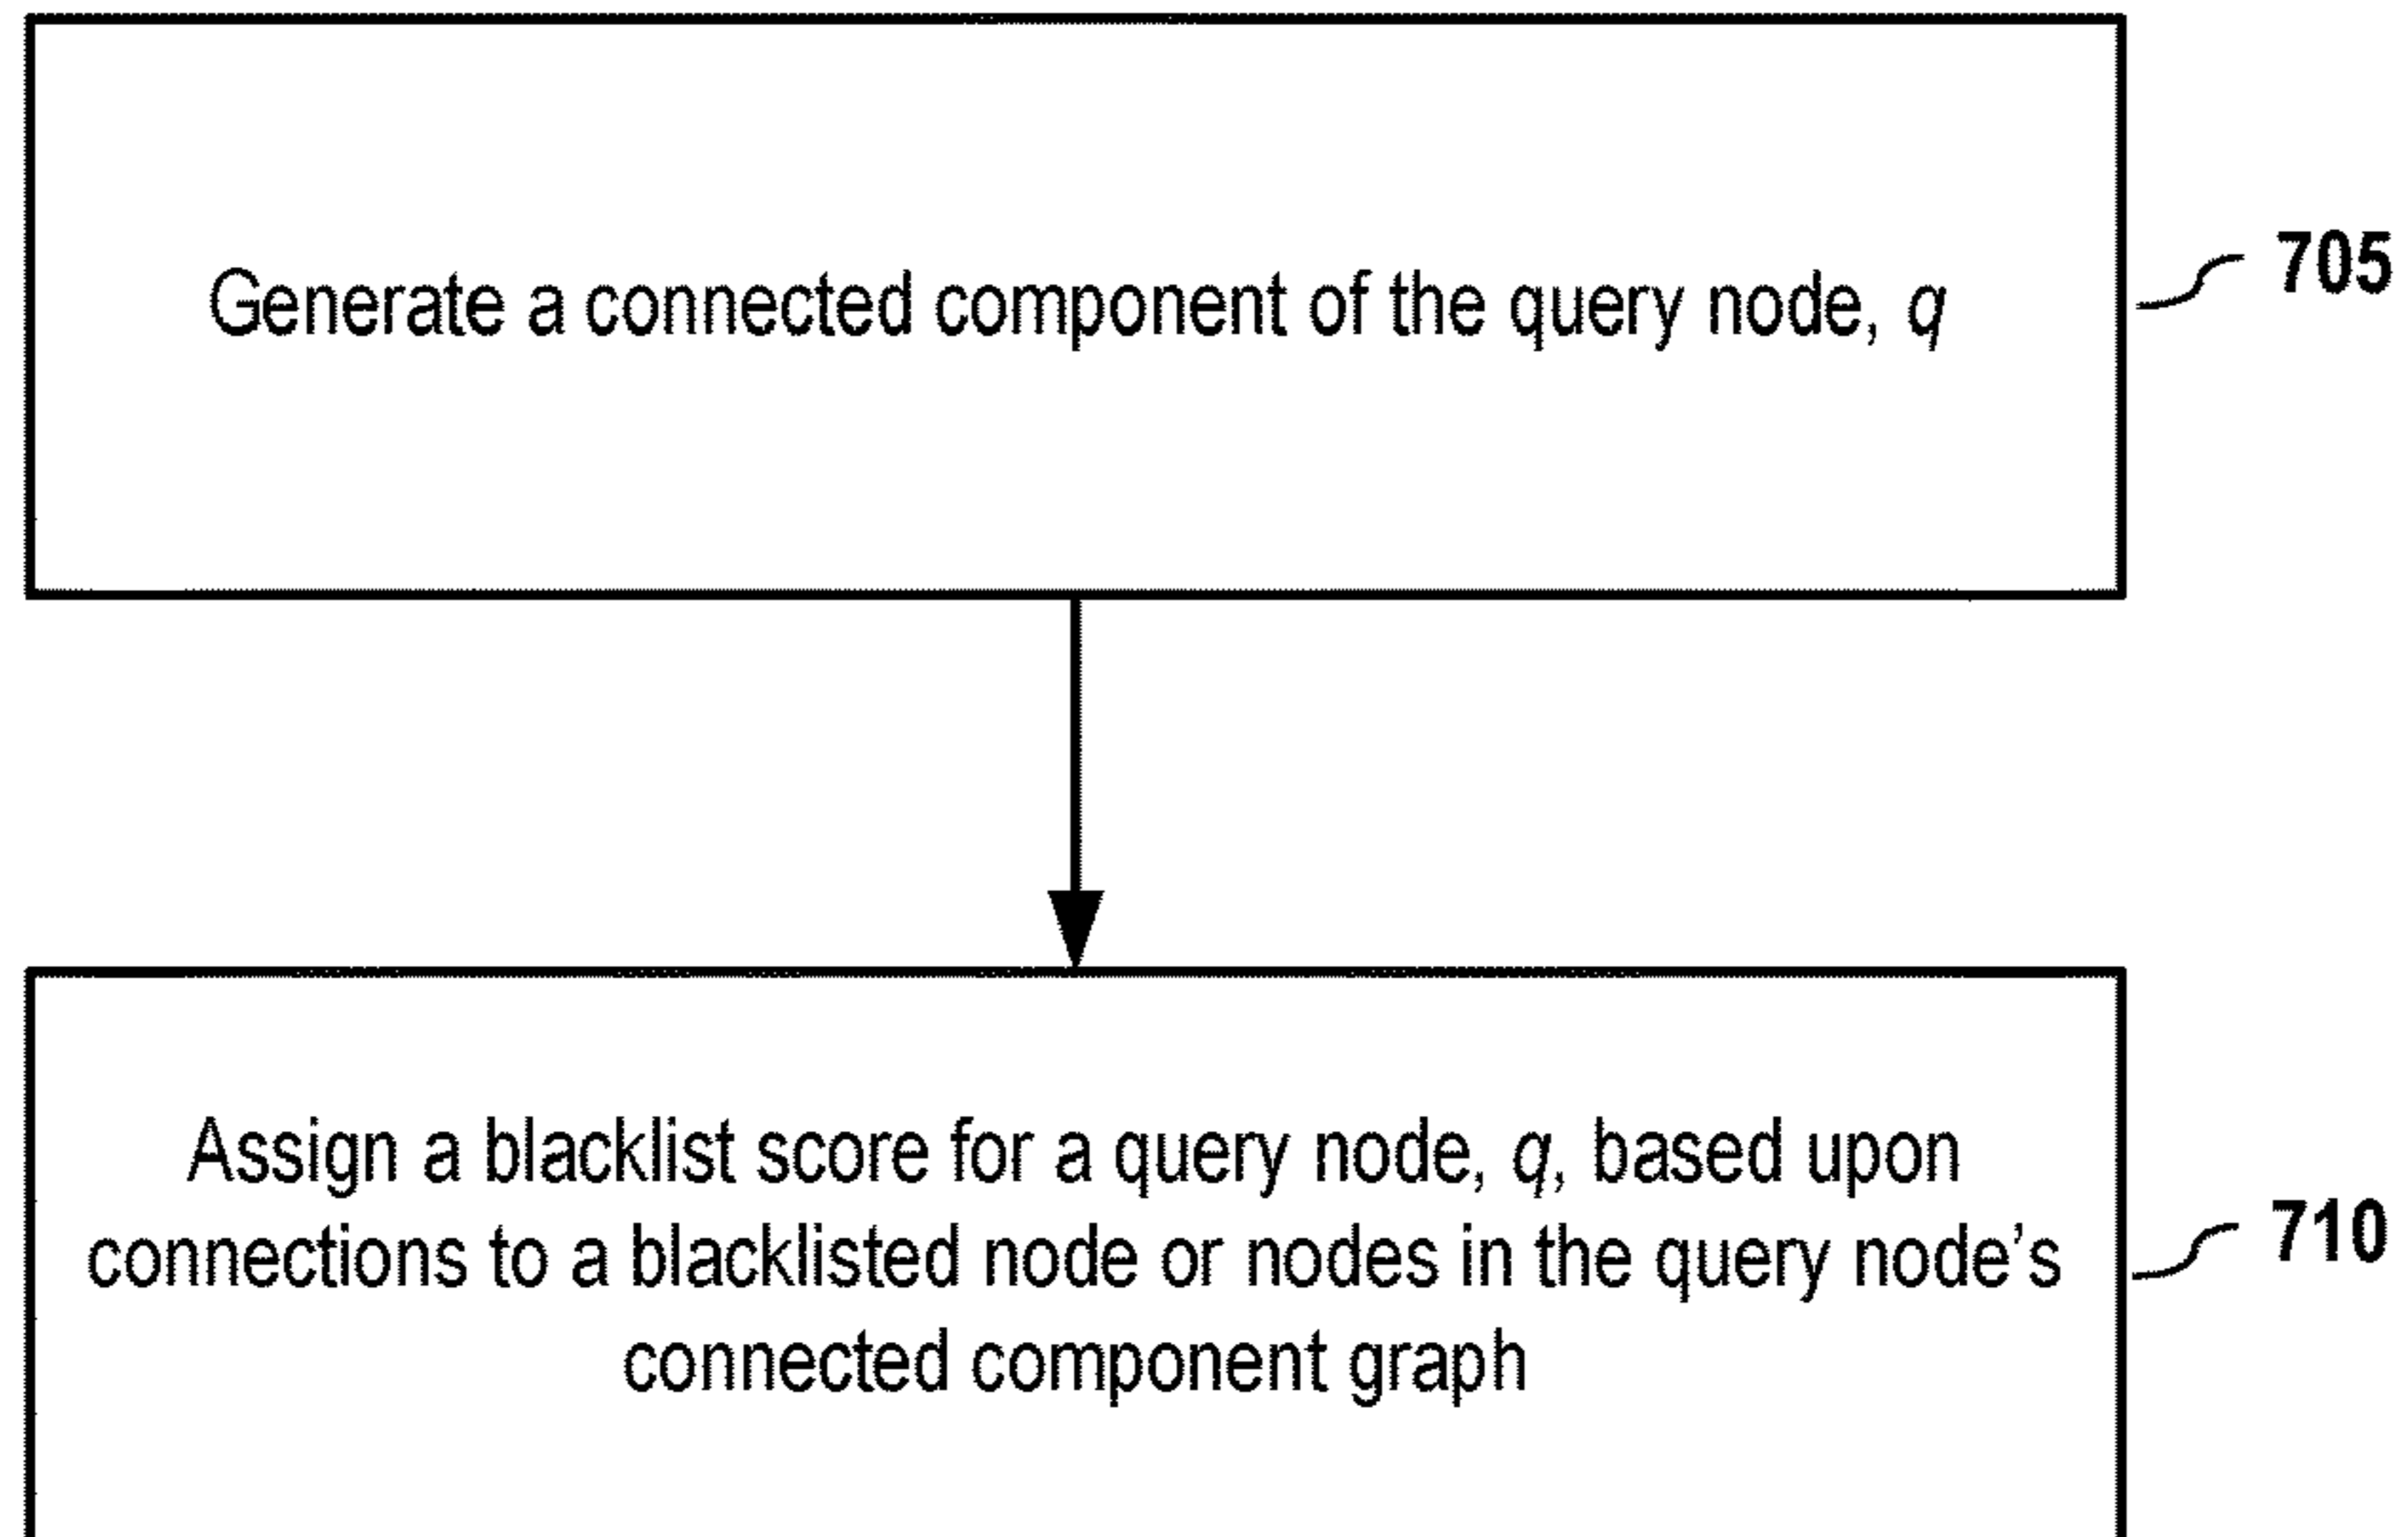 Generate a connected component of the query node, q
705
Assign a blacklist score for a query node, q, based upon
connections to a blacklisted node or nodes in the query node's
connected component graph
710